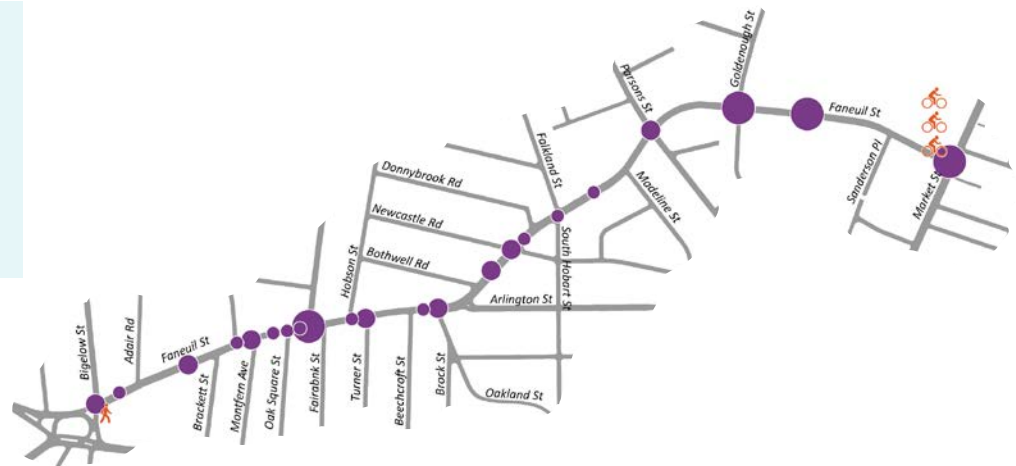 Goldenough St
Parsons St
Faneuil St
Falkland St
Sanderson Pl
Market St
Donnybrook Rd
Madeline St
Newcastle Rd
South Hobart St
Hobson St
Bothwell Rd
Arlington St
Bigelow St
Adair Rd
Faneuil St
Brackett St
Montfern Ave
Oak Square St
Fairabnk St
Turner St
Beechcroft St
Brock St
Oakland St